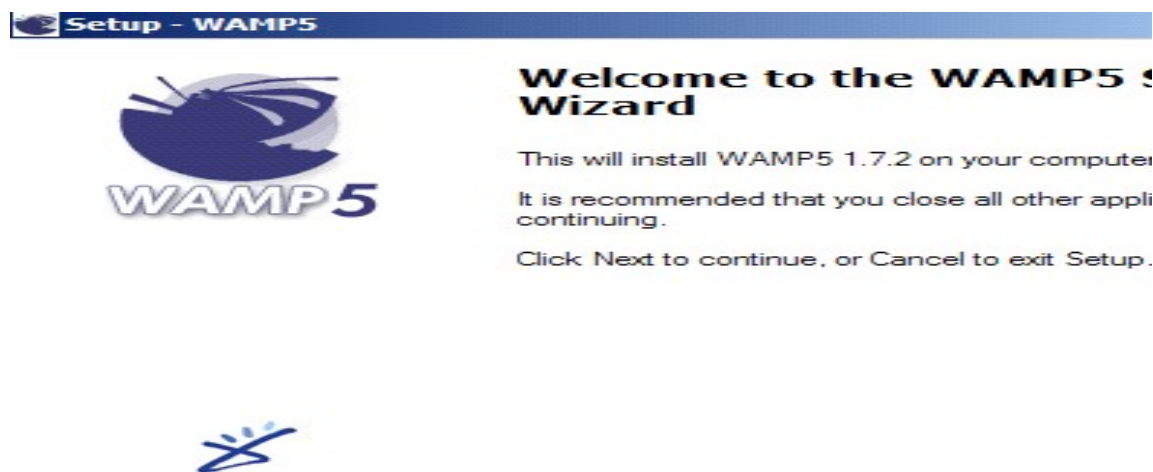 Setup - WAMP5
WAMP5
Welcome to the WAMP5
Wizard
This will install WAMP5 1.7.2 on your computer
It is recommended that you close all other
continuing.
Click Next to continue, or Cancel to exit Setup.